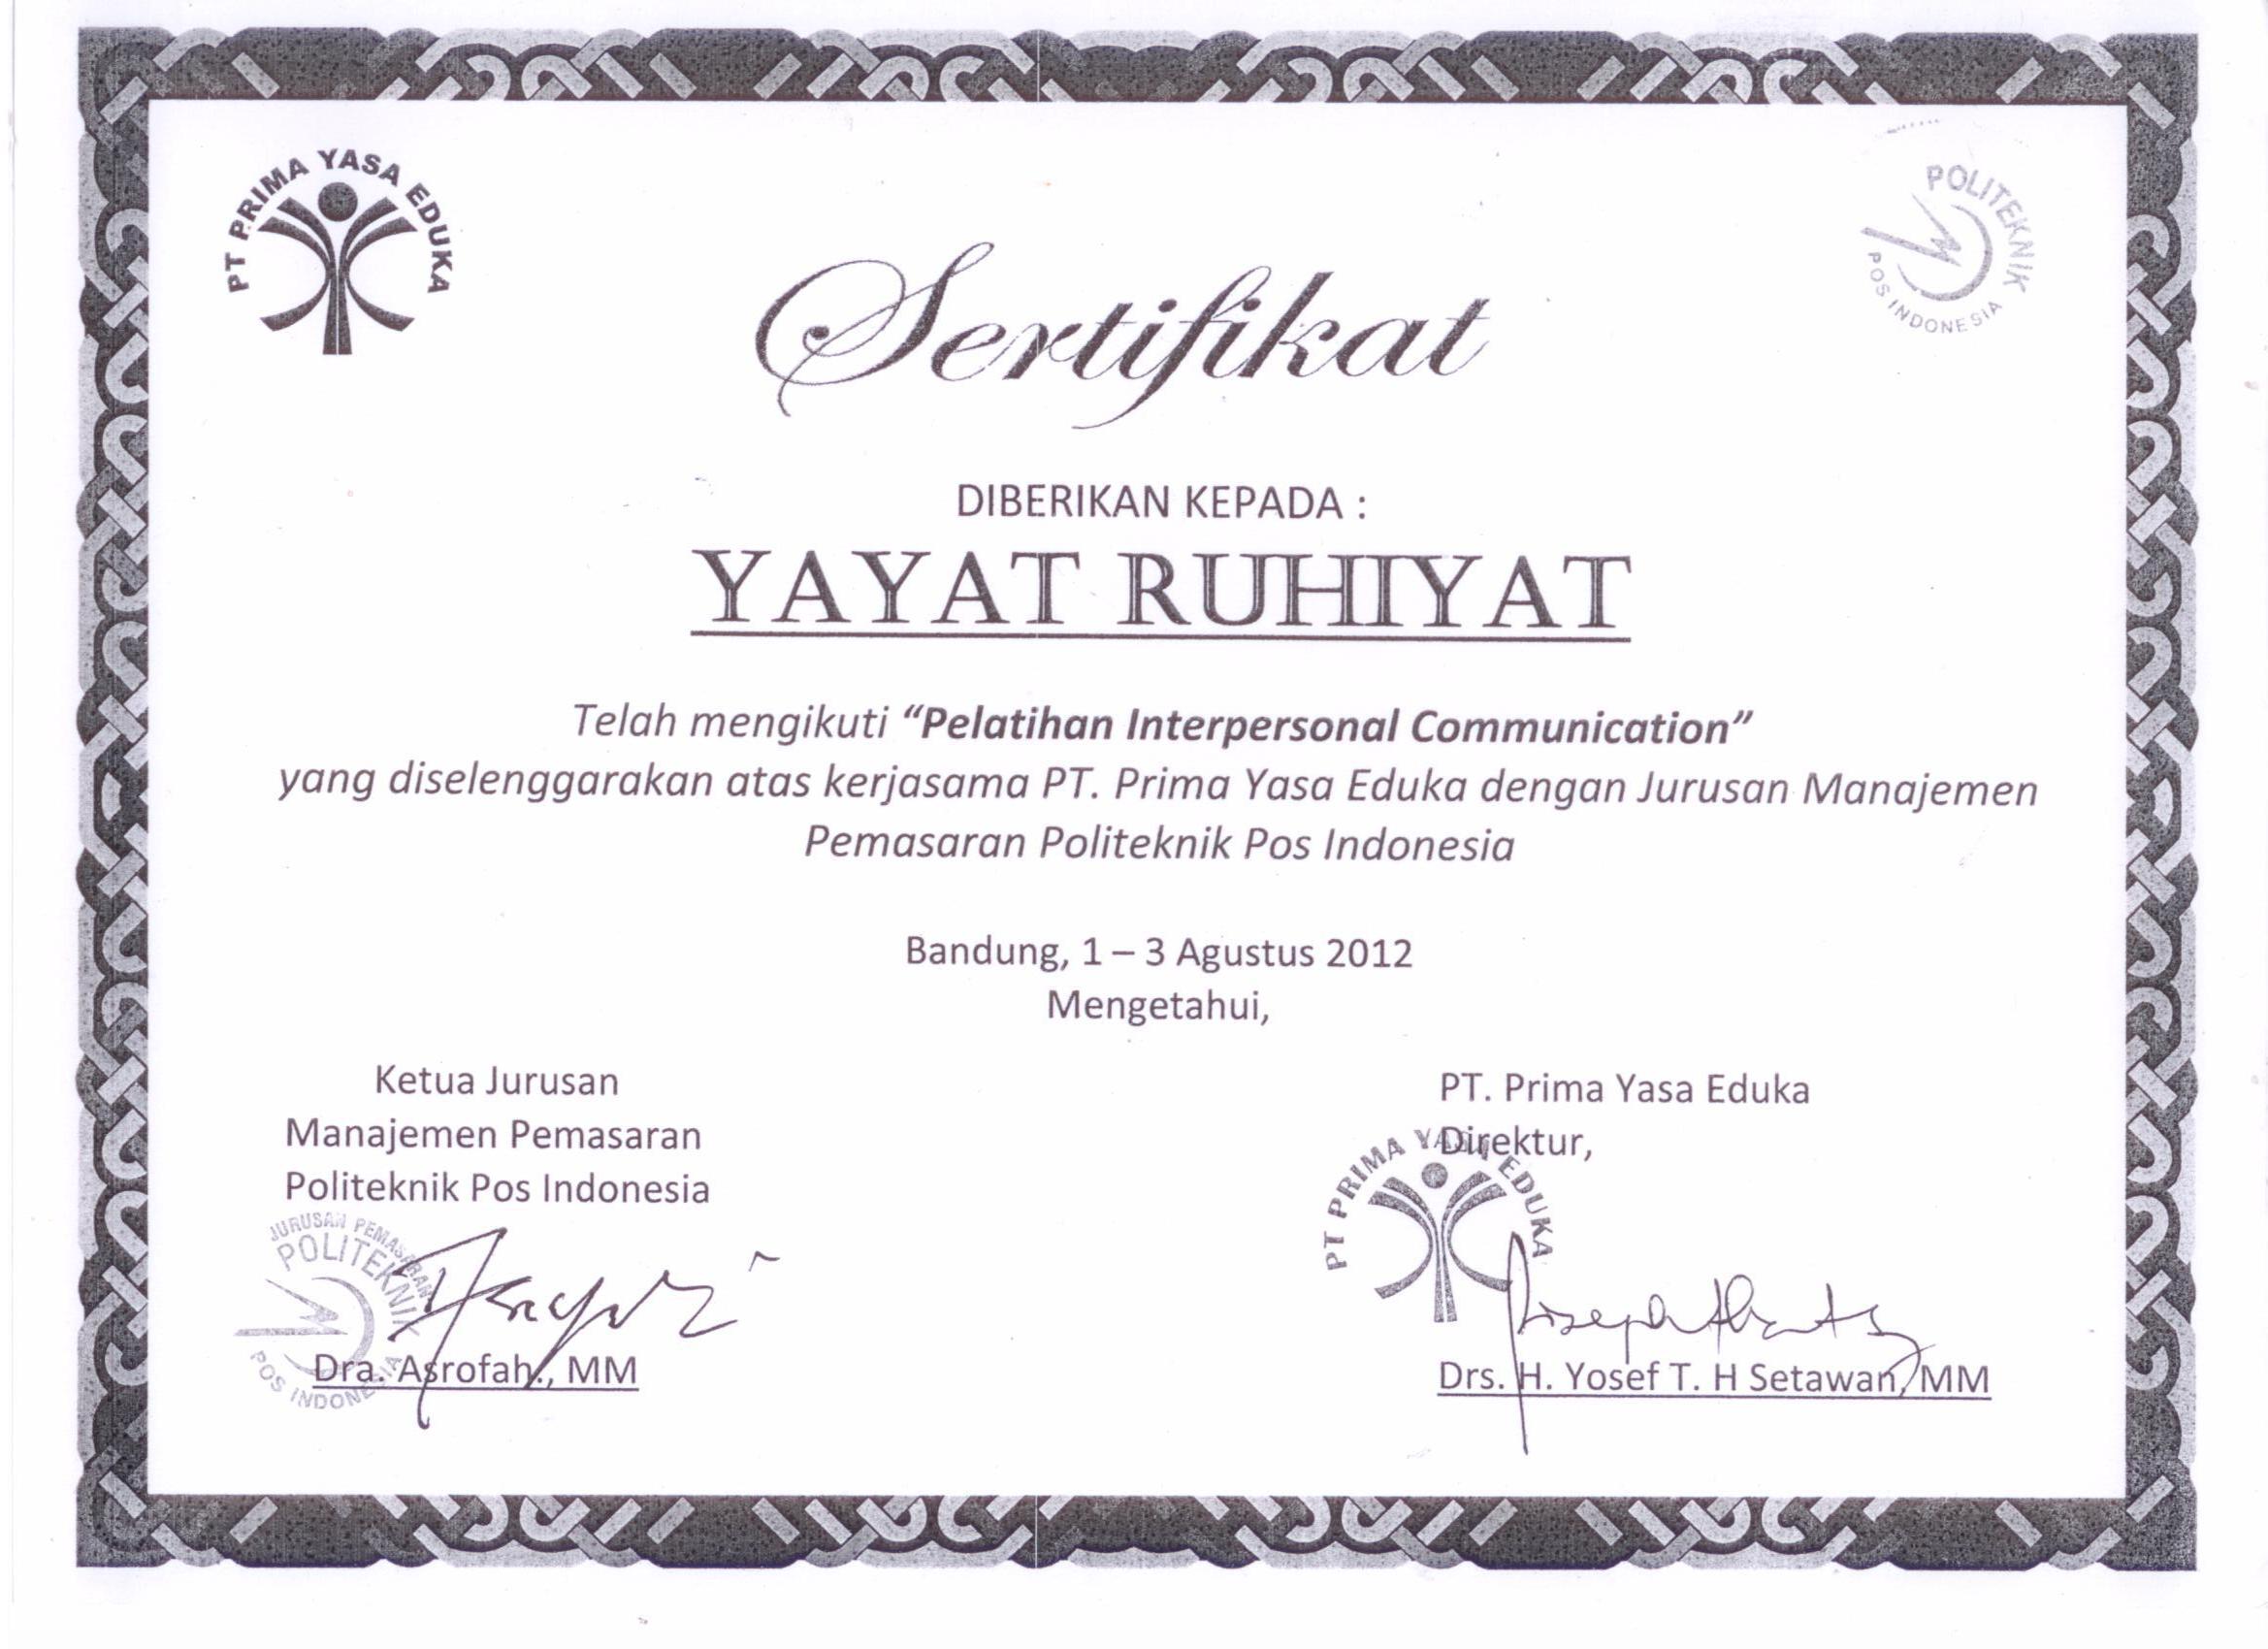 PT PRIMA YASA EDUKA
POLITEKNIK
POS INDONESIA
Sertifikat
DIBERIKAN KEPADA :
YAYAT RUHIYAT
Telah mengikuti “Pelatihan Interpersonal Communication”
yang diselenggarakan atas kerjasama PT. Prima Yasa Eduka dengan Jurusan Manajemen
Pemasaran Politeknik Pos Indonesia
Bandung, 1 – 3 Agustus 2012
Mengetahui,
Ketua Jurusan
Manajemen Pemasaran
Politeknik Pos Indonesia
JURUSAN PEMASARAN
POLITEKNIK
POS INDONESIA
Dra. Asrofah., MM
PT. Prima Yasa Eduka
Direktur,
PT PRIMA YASA EDUKA
Drs. H. Yosef T. H Setawan, MM